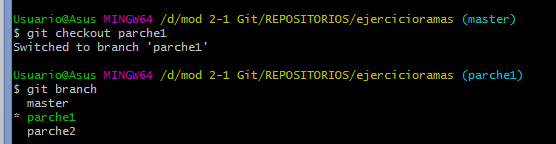 Usuario@Asus MINGW64 /d/mod 2-1 Git/REPOSITORIOS/ejercicioramas (master)
$ git checkout parche1
Switched to branch 'parche1'
Usuario@Asus MINGW64 /d/mod 2-1 Git/REPOSITORIOS/ejercicioramas (parche1)
$ git branch
  master
* parche1
  parche2